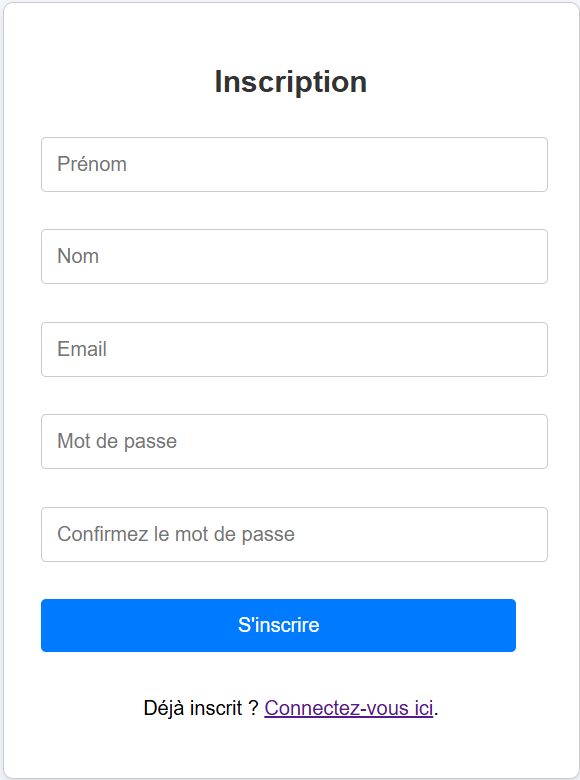 Inscription
Prénom
Nom
Email
Mot de passe
Confirmez le mot de passe
S'inscrire
Déjà inscrit ? Connectez-vous ici.